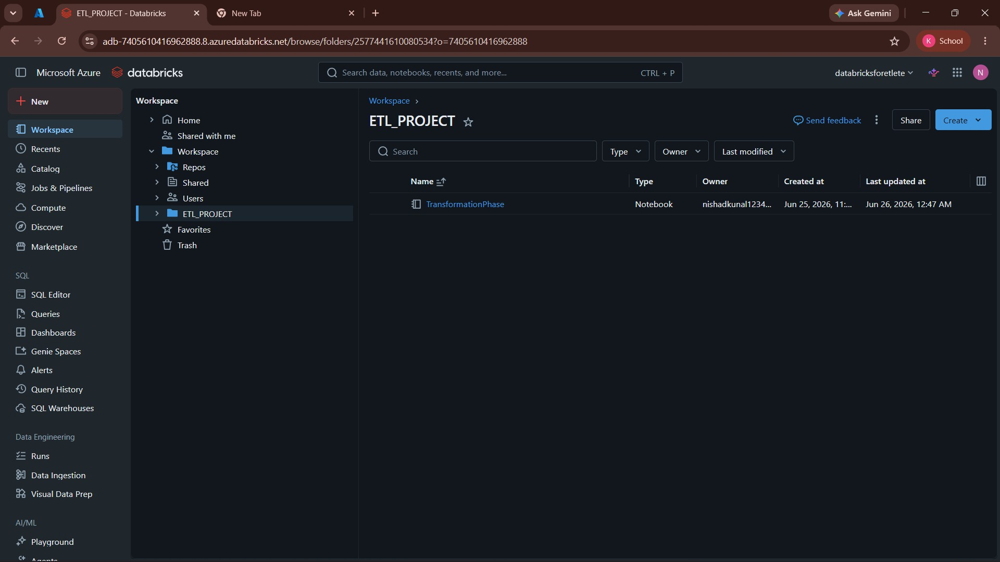 ETL_PROJECT - Databricks
New Tab
Ask Gemini
adb-7405610416962888.8.azuredatabricks.net/browse/folders/2577441610080534?o=7405610416962888
K School
Microsoft Azure databricks
Search data, notebooks, recents, and more... CTRL + P
databricksforetlete
N
New
Workspace
Recents
Catalog
Jobs & Pipelines
Compute
Discover
Marketplace
SQL
SQL Editor
Queries
Dashboards
Genie Spaces
Alerts
Query History
SQL Warehouses
Data Engineering
Runs
Data Ingestion
Visual Data Prep
AI/ML
Playground
Agents
Workspace
Home
Shared with me
Workspace
Repos
Shared
Users
ETL_PROJECT
Favorites
Trash
Workspace ›
ETL_PROJECT
Send feedback
Share
Create
Search
Type
Owner
Last modified
Name Type Owner Created at Last updated at
TransformationPhase Notebook nishadkunal1234... Jun 25, 2026, 11:... Jun 26, 2026, 12:47 AM